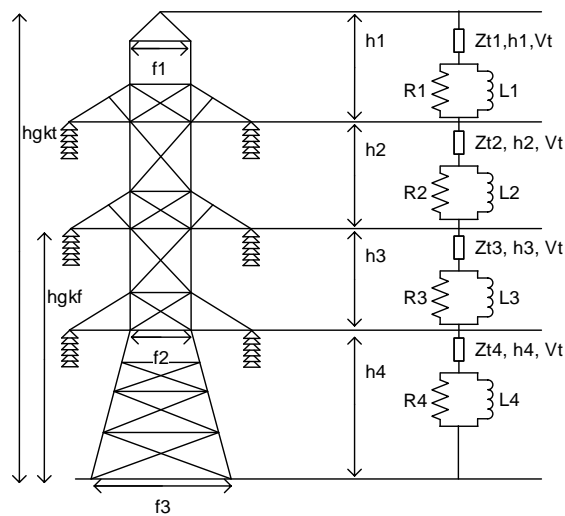 h1
Zt1,h1,Vt
f1
R1
L1
hgkt
h2
Zt2, h2, Vt
R2
L2
hgkf
h3
Zt3, h3, Vt
R3
L3
f2
h4
Zt4, h4, Vt
R4
L4
f3